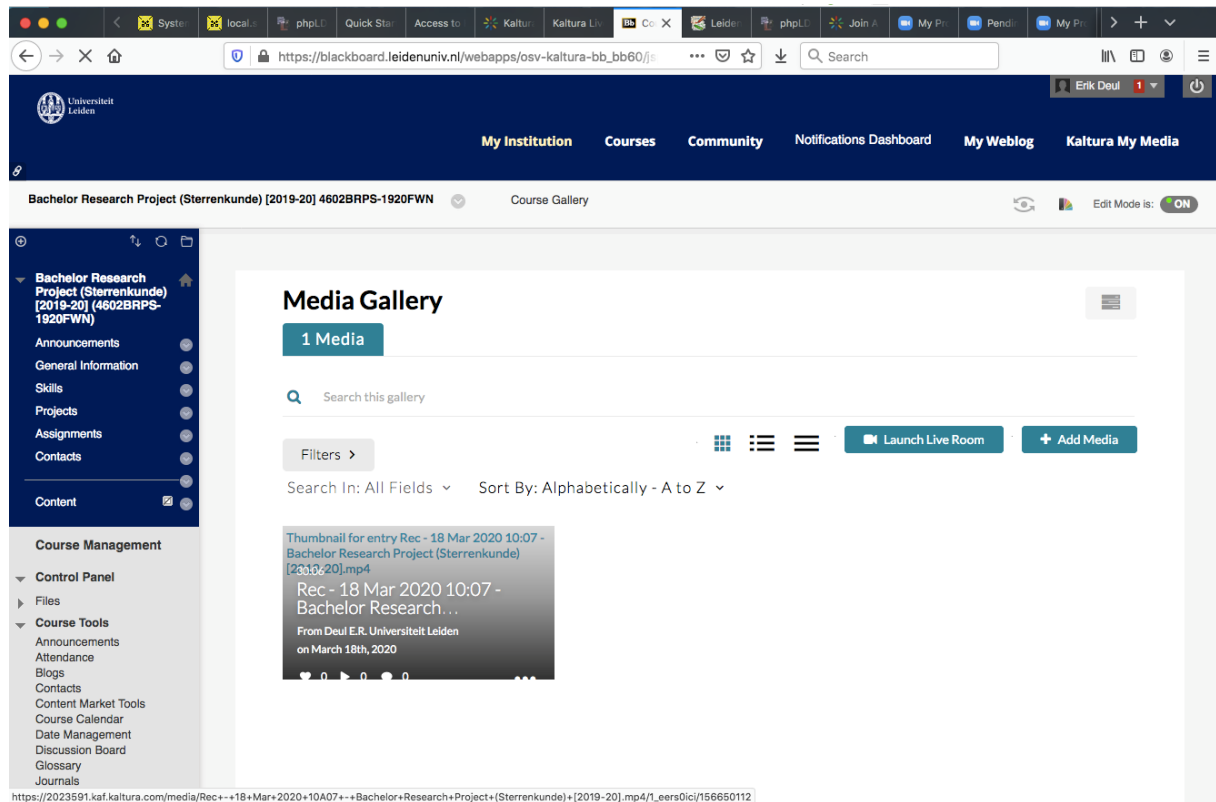 System
local.s
phpLD
Quick Star
Access to
Kaltur
Kaltura Liv
Bb Co
Leiden
phpLD
Join A
My Pr
Pendin
My Pro
https://blackboard.leidenuniv.nl/webapps/osv-kaltura-bb_bb60/js
Search
Universiteit
Leiden
Erik Deul 1
My Institution Courses Community Notifications Dashboard My Weblog Kaltura My Media
Bachelor Research Project (Sterrenkunde) [2019-20] 4602BRPS-1920FWN Course Gallery Edit Mode is: ON
Bachelor Research
Project (Sterrenkunde)
[2019-20] (4602BRPS-
1920FWN)
Announcements
General Information
Skills
Projects
Assignments
Contacts
Content
Course Management
Control Panel
Files
Course Tools
Announcements
Attendance
Blogs
Contacts
Content Market Tools
Course Calendar
Date Management
Discussion Board
Glossary
Journals
Media Gallery
1 Media
Search this gallery
Filters >
Launch Live Room
+ Add Media
Search In: All Fields Sort By: Alphabetically - A to Z
Thumbnail for entry Rec - 18 Mar 2020 10:07 -
Bachelor Research Project (Sterrenkunde)
[2019-20].mp4
30:06
Rec - 18 Mar 2020 10:07 -
Bachelor Research...
From Deul E.R. Universiteit Leiden
on March 18th, 2020
0 0 0
https://2023591.kaf.kaltura.com/media/Rec+-+18+Mar+2020+10A07+-+Bachelor+Research+Project+(Sterrenkunde)+[2019-20].mp4/1_eers0ici/156650112